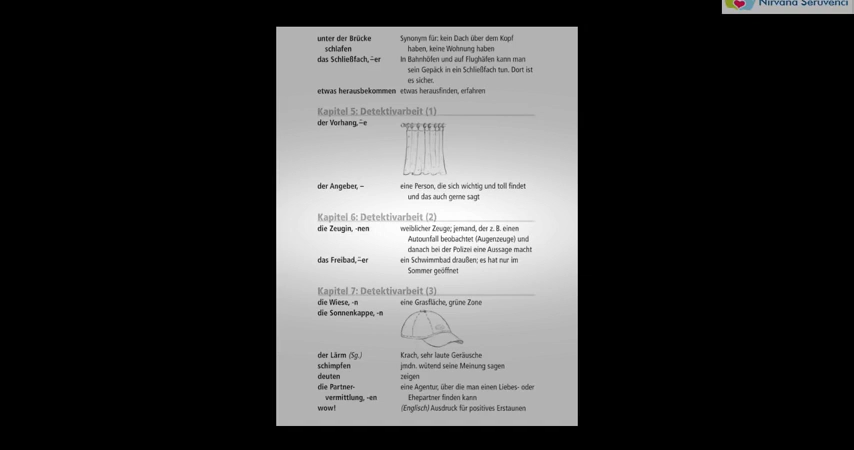 Nirvana Serüvenci
unter der Brücke Synonym für: kein Dach über dem Kopf
schlafen haben, keine Wohnung haben
das Schließfach, ¨-er In Bahnhöfen und auf Flughäfen kann man
sein Gepäck in ein Schließfach tun. Dort ist
es sicher.
etwas herausbekommen etwas herausfinden, erfahren
Kapitel 5: Detektivarbeit (1)
der Vorhang, ¨-e
der Angeber, – eine Person, die sich wichtig und toll findet
und das auch gerne sagt
Kapitel 6: Detektivarbeit (2)
die Zeugin, -nen weiblicher Zeuge; jemand, der z. B. einen
Autounfall beobachtet (Augenzeuge) und
danach bei der Polizei eine Aussage macht
das Freibad, ¨-er ein Schwimmbad draußen; es hat nur im
Sommer geöffnet
Kapitel 7: Detektivarbeit (3)
die Wiese, -n eine Grasfläche, grüne Zone
die Sonnenkappe, -n
der Lärm (Sg.) Krach, sehr laute Geräusche
schimpfen jmdn. wütend seine Meinung sagen
deuten zeigen
die Partner- eine Agentur, über die man einen Liebes- oder
vermittlung, -en Ehepartner finden kann
wow! (Englisch) Ausdruck für positives Erstaunen